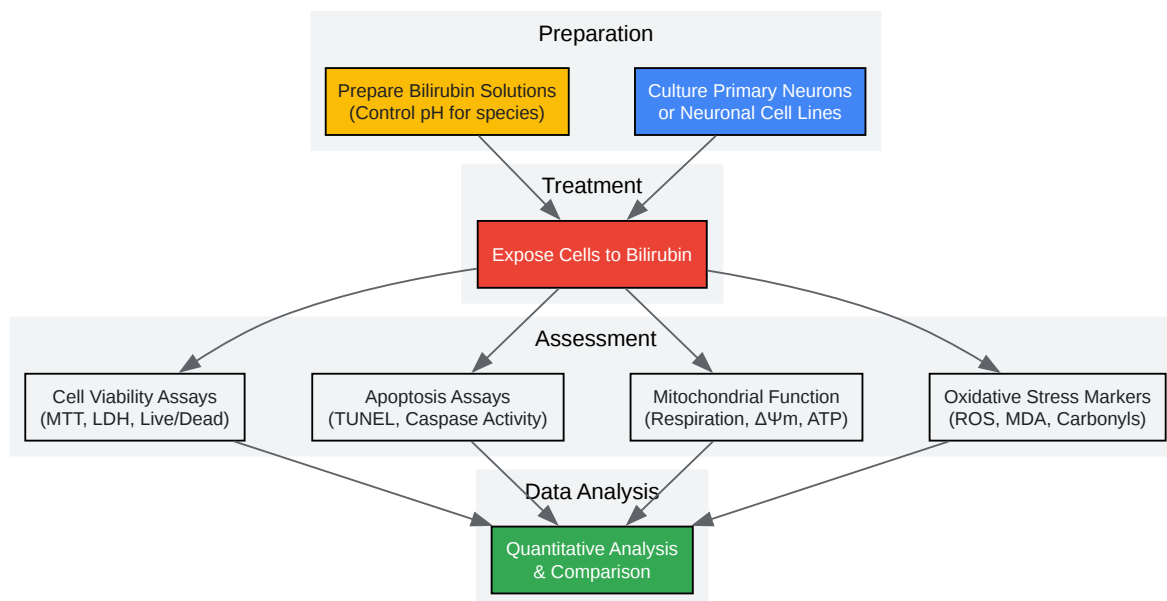 Preparation
Prepare Bilirubin Solutions
(Control pH for species)
Culture Primary Neurons
or Neuronal Cell Lines
Treatment
Expose Cells to Bilirubin
Assessment
Cell Viability Assays
(MTT, LDH, Live/Dead)
Apoptosis Assays
(TUNEL, Caspase Activity)
Mitochondrial Function
(Respiration, ΔΨm, ATP)
Oxidative Stress Markers
(ROS, MDA, Carbonyls)
Data Analysis
Quantitative Analysis
& Comparison